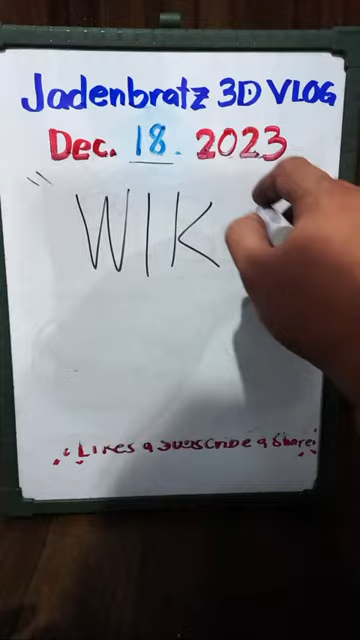 Jadenbratz 3D VLOG
Dec. 18. 2023
" WIK
Likes & Subscribe & Share